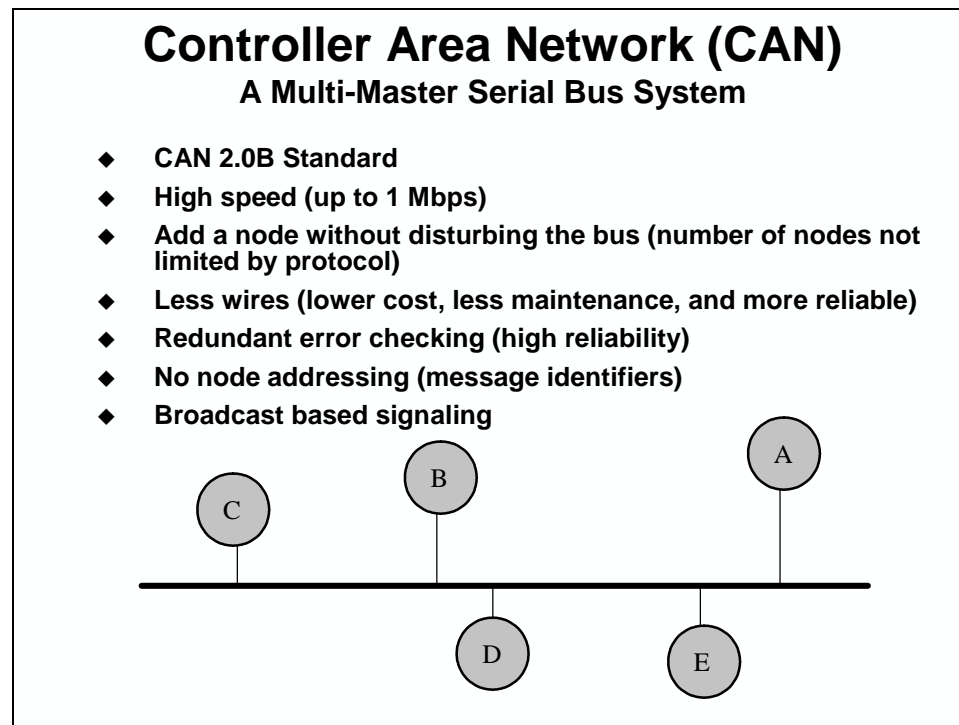 Controller Area Network (CAN)
A Multi-Master Serial Bus System
◆ CAN 2.0B Standard
◆ High speed (up to 1 Mbps)
◆ Add a node without disturbing the bus (number of nodes not
limited by protocol)
◆ Less wires (lower cost, less maintenance, and more reliable)
◆ Redundant error checking (high reliability)
◆ No node addressing (message identifiers)
◆ Broadcast based signaling
A
B
C
D
E